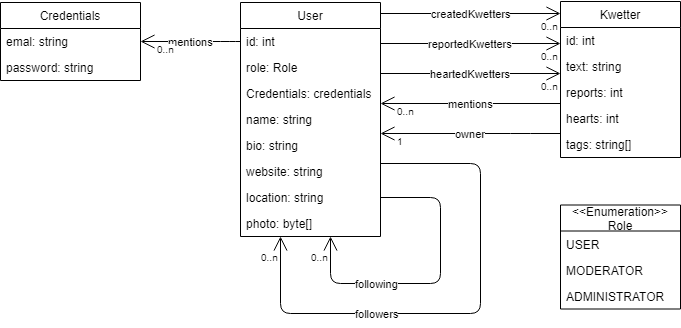 Credentials
emal: string
password: string
mentions
0..n
User
id: int
role: Role
Credentials: credentials
name: string
bio: string
website: string
location: string
photo: byte[]
createdKwetters
0..n
reportedKwetters
0..n
heartedKwetters
0..n
mentions
0..n
owner
1
Kwetter
id: int
text: string
reports: int
hearts: int
tags: string[]
0..n
0..n
following
followers
<<Enumeration>>
Role
USER
MODERATOR
ADMINISTRATOR